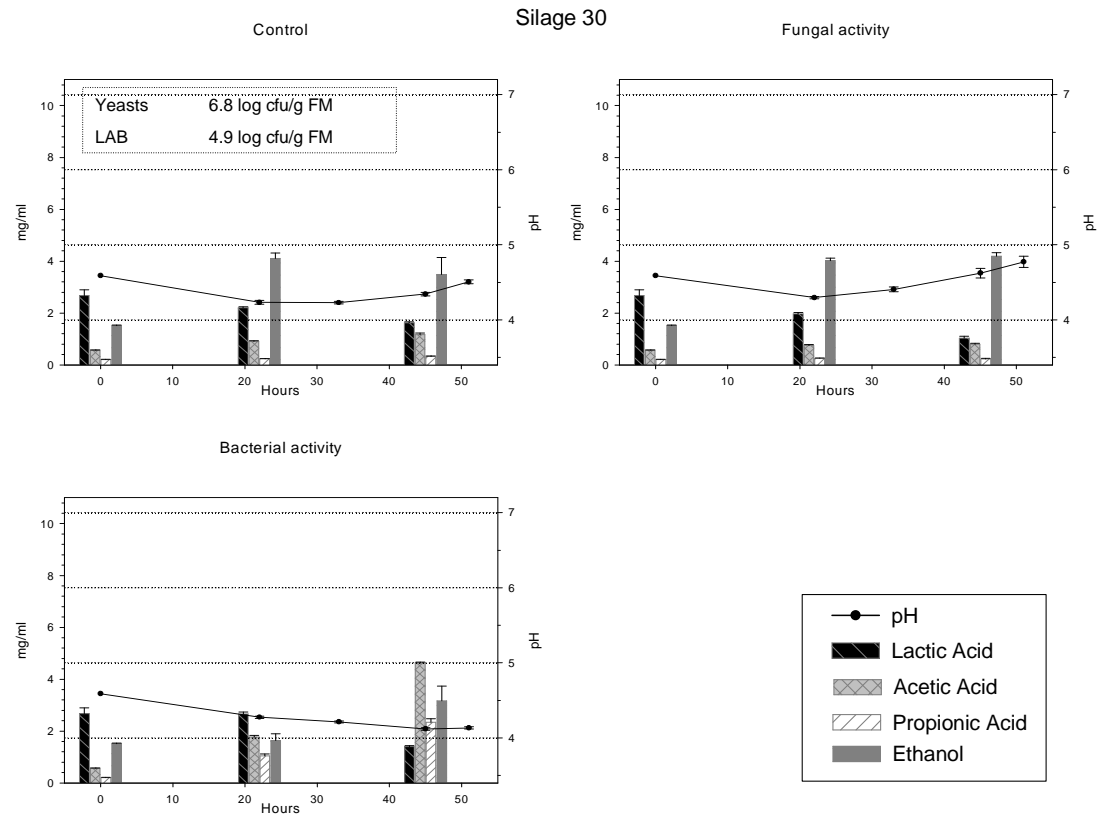 Silage 30
Control
Yeasts 6.8 log cfu/g FM
LAB 4.9 log cfu/g FM
mg/ml
10
8
6
4
2
0
7
6
5
4
pH
0 10 20 30 40 50
Hours
Fungal activity
mg/ml
10
8
6
4
2
0
7
6
5
4
pH
0 10 20 30 40 50
Hours
Bacterial activity
mg/ml
10
8
6
4
2
0
7
6
5
4
pH
0 10 20 30 40 50
Hours
pH
Lactic Acid
Acetic Acid
Propionic Acid
Ethanol